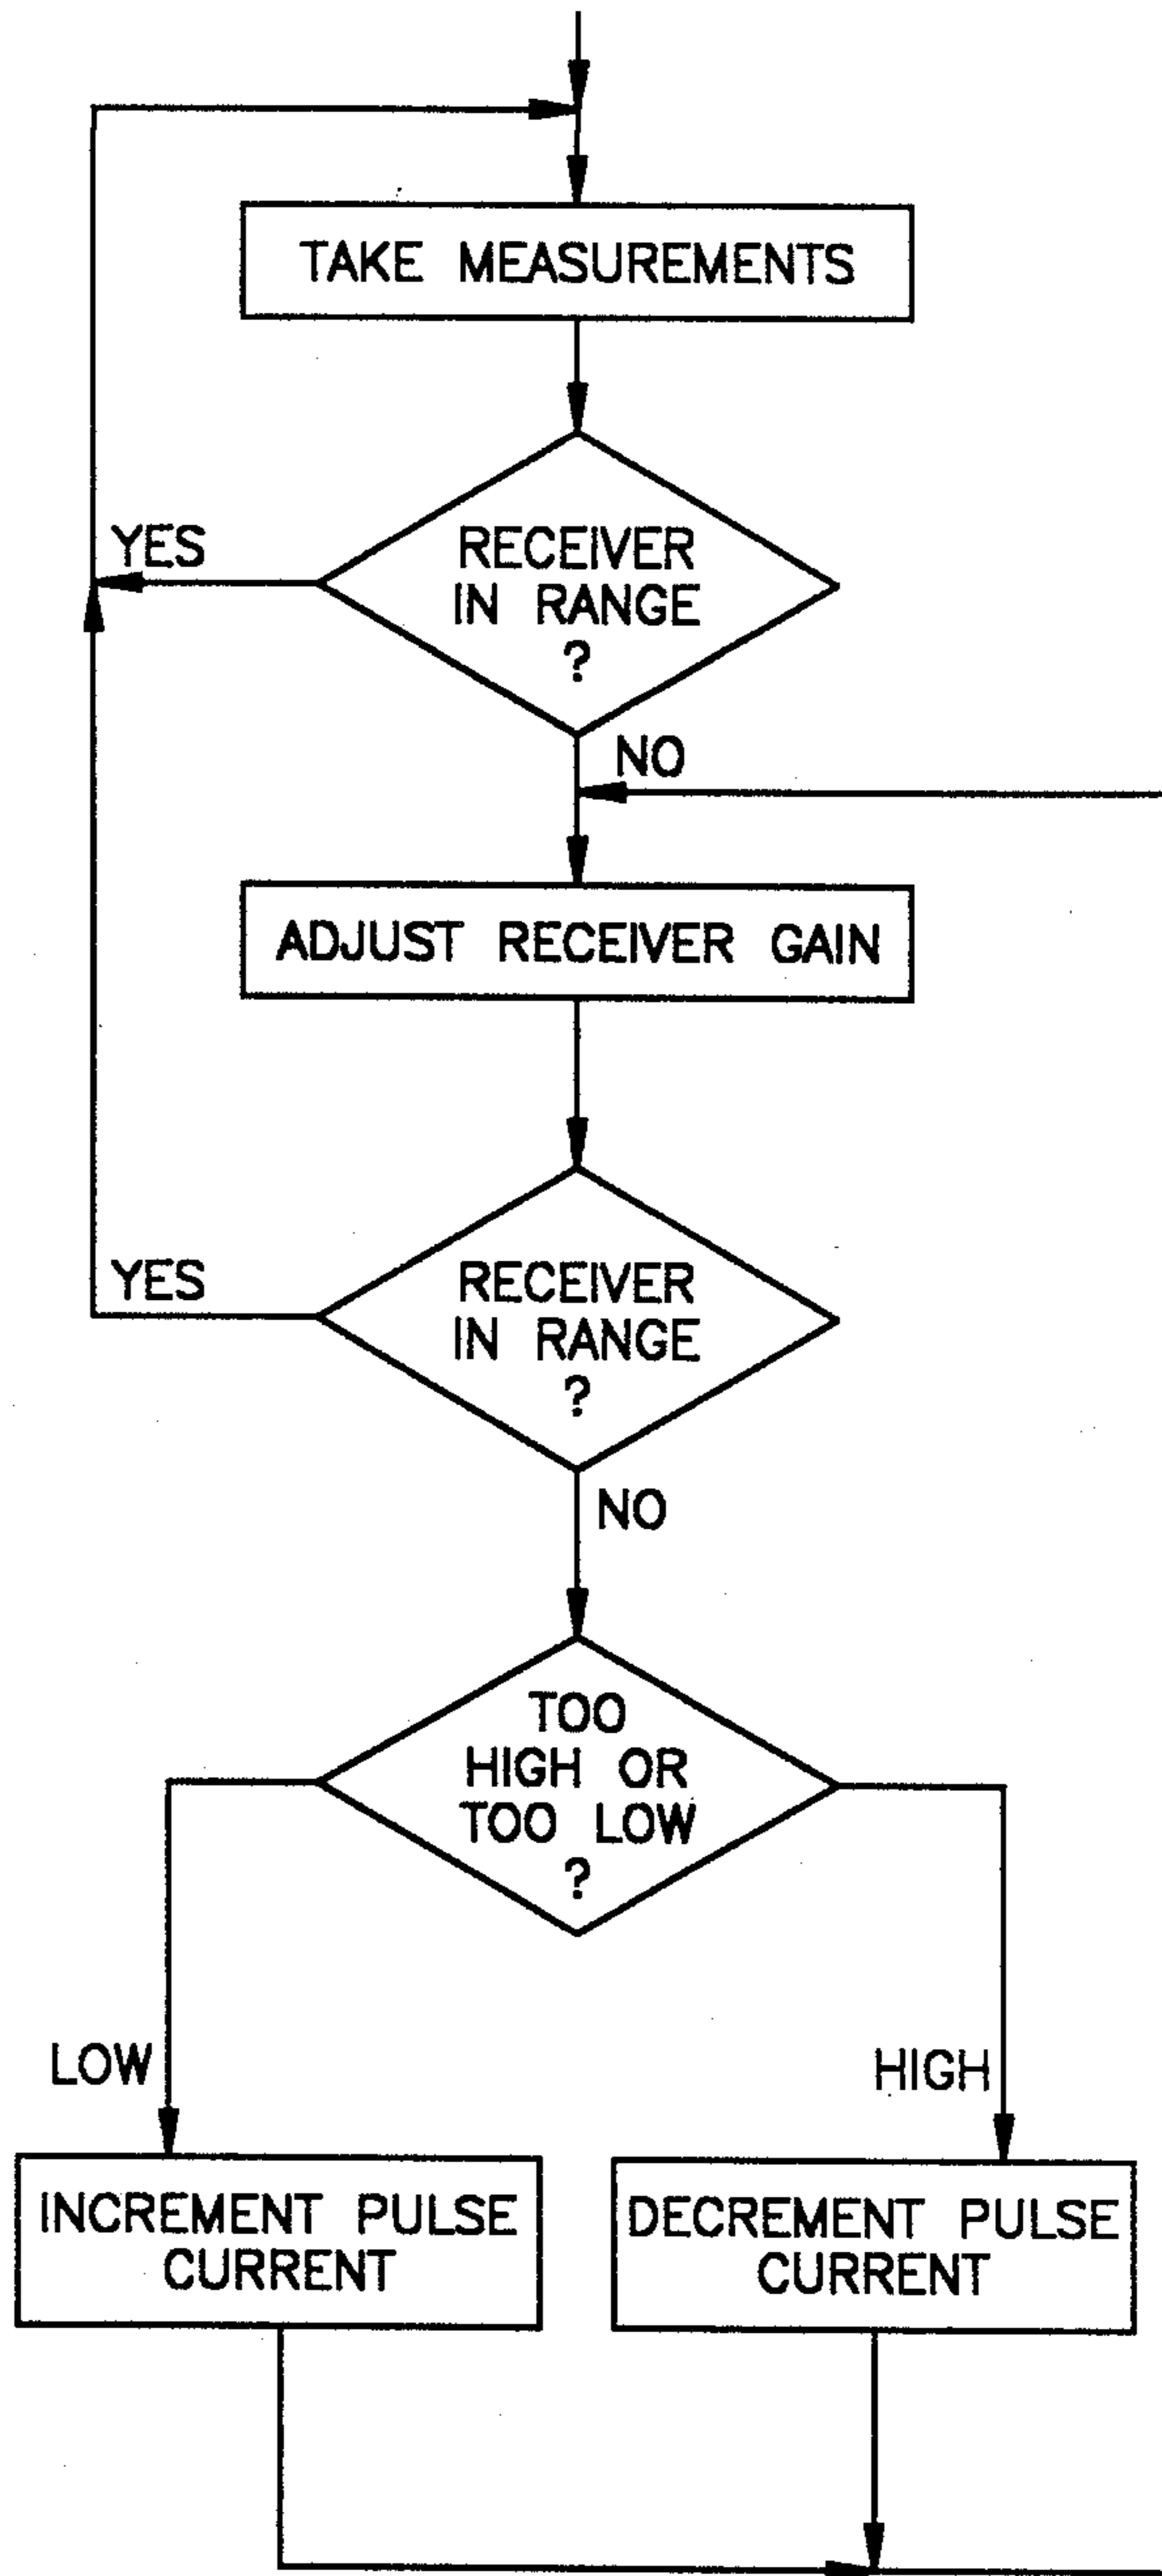 TAKE MEASUREMENTS
YES
RECEIVER
IN RANGE
?
NO
ADJUST RECEIVER GAIN
YES
RECEIVER
IN RANGE
?
NO
TOO
HIGH OR
TOO LOW
?
LOW
HIGH
INCREMENT PULSE
CURRENT
DECREMENT PULSE
CURRENT